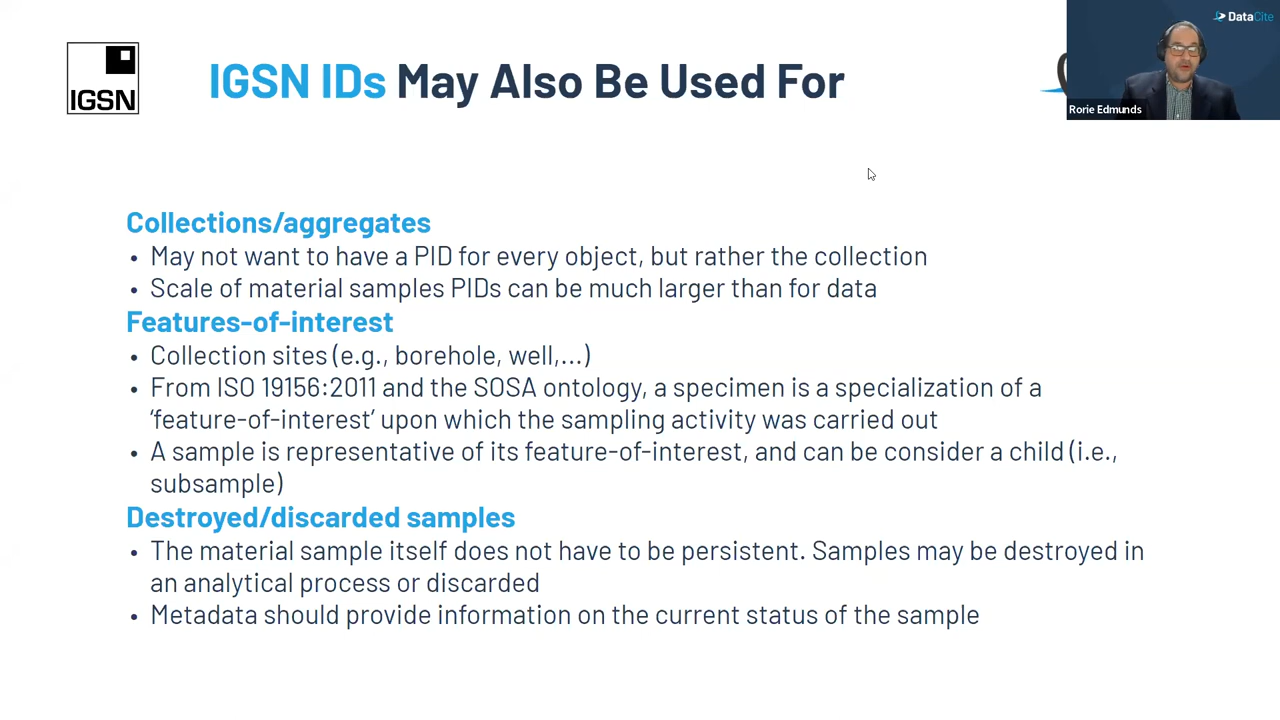 IGSN
IGSN IDs May Also Be Used For
DataCite
Rorie Edmunds
Collections/aggregates
• May not want to have a PID for every object, but rather the collection
• Scale of material samples PIDs can be much larger than for data
Features-of-interest
• Collection sites (e.g., borehole, well,...)
• From ISO 19156:2011 and the SOSA ontology, a specimen is a specialization of a
‘feature-of-interest’ upon which the sampling activity was carried out
• A sample is representative of its feature-of-interest, and can be consider a child (i.e.,
subsample)
Destroyed/discarded samples
• The material sample itself does not have to be persistent. Samples may be destroyed in
an analytical process or discarded
• Metadata should provide information on the current status of the sample